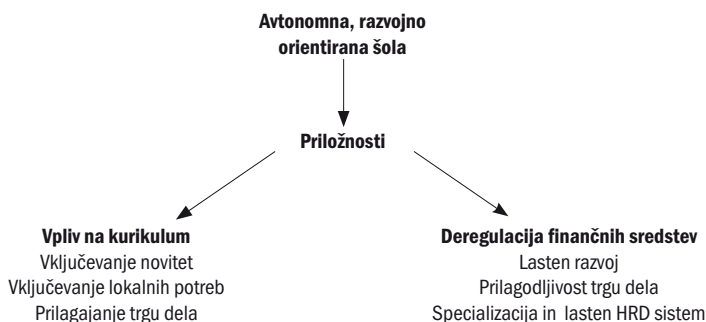 Avtonomna, razvojno
orientirana šola
Priložnosti
Vpliv na kurikulum
Vključevanje novitet
Vključevanje lokalnih potreb
Prilagajanje trgu dela
Deregulacija finančnih sredstev
Lasten razvoj
Prilagodljivost trgu dela
Specializacija in lasten HRD sistem